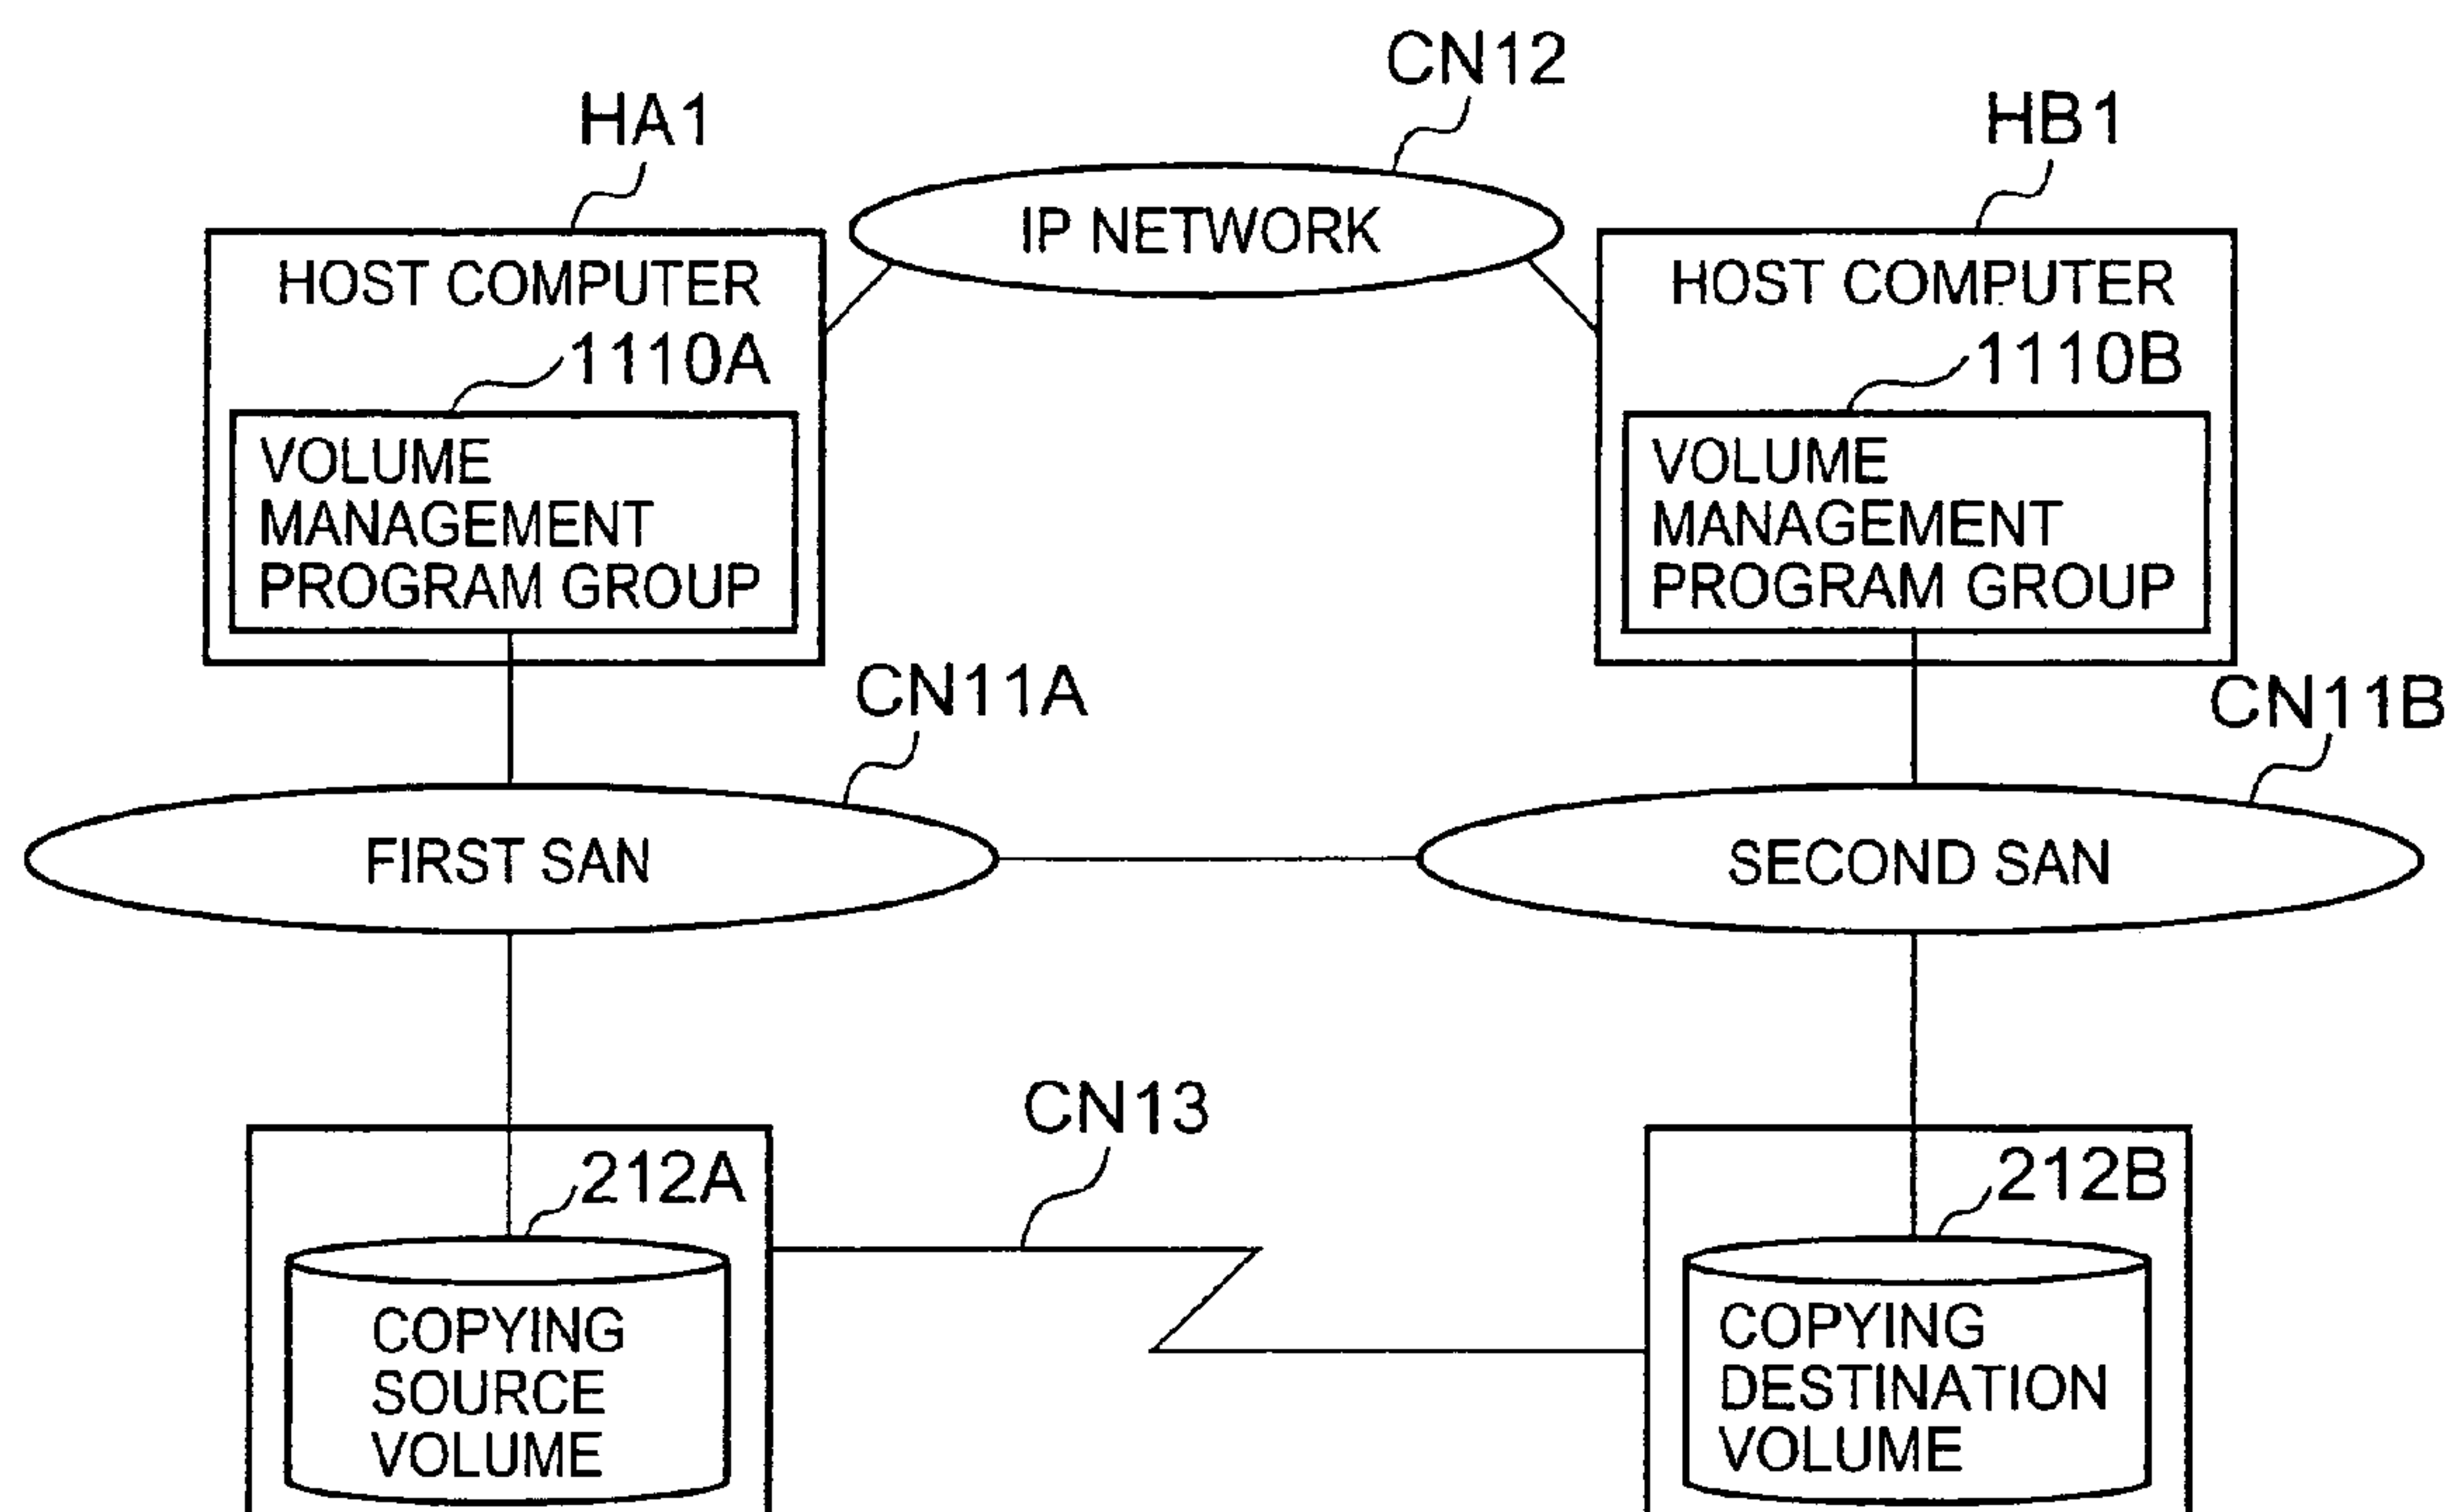 CN12
HA1
HB1
IP NETWORK
HOST COMPUTER
HOST COMPUTER
1110A
1110B
VOLUME
MANAGEMENT
PROGRAM GROUP
VOLUME
MANAGEMENT
PROGRAM GROUP
CN11A
CN11B
FIRST SAN
SECOND SAN
CN13
212A
212B
COPYING
SOURCE
VOLUME
COPYING
DESTINATION
VOLUME